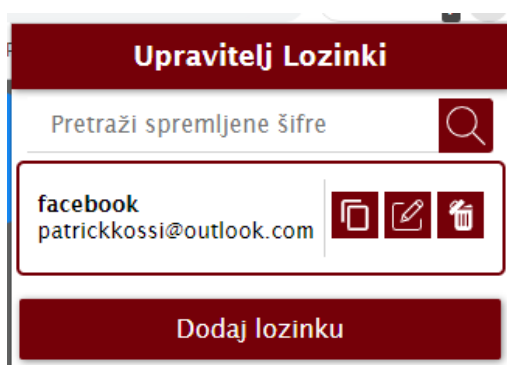 Upravitelj Lozinki
Pretraži spremljene šifre
facebook
patrickkossi@outlook.com
Dodaj lozinku